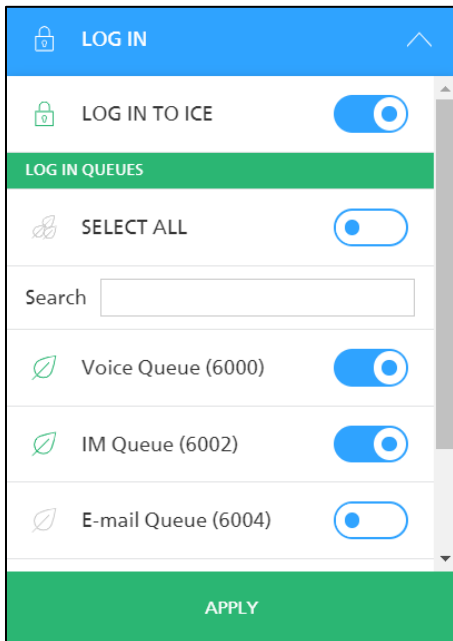 LOG IN
LOG IN TO ICE
LOG IN QUEUES
SELECT ALL
Search
Voice Queue (6000)
IM Queue (6002)
E-mail Queue (6004)
APPLY